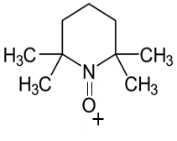 H₃C CH₃
H₃C N CH₃
O
+